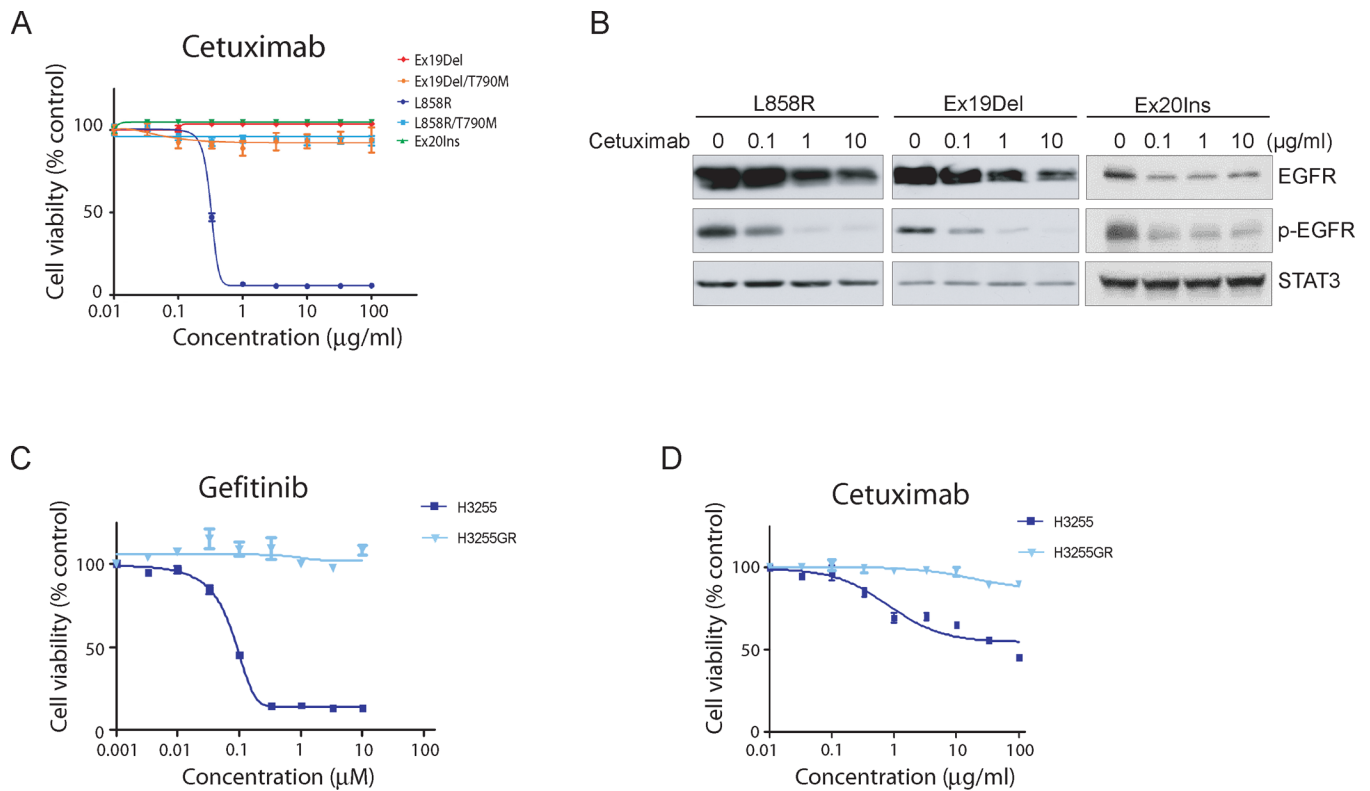 A
Cetuximab
Cell viabilty (% control)
100
50
0
0.01 0.1 1 10 100
Concentration (μg/ml)
Ex19Del
Ex19Del/T790M
L858R
L858R/T790M
Ex20Ins
B
L858R Ex19Del Ex20Ins
Cetuximab 0 0.1 1 10 0 0.1 1 10 0 0.1 1 10 (μg/ml)
EGFR
p-EGFR
STAT3
C
Gefitinib
Cell viability (% control)
100
50
0
0.001 0.01 0.1 1 10 100
Concentration (μM)
H3255
H3255GR
D
Cetuximab
Cell viability (% control)
100
50
0
0.01 0.1 1 10 100
Concentration (μg/ml)
H3255
H3255GR